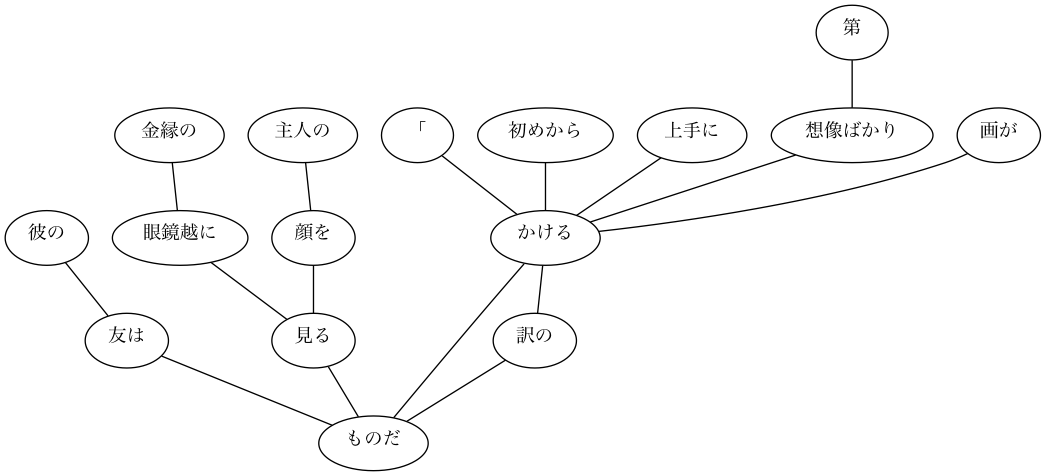 第
金縁の
主人の
「
初めから
上手に
想像ばかり
画が
彼の
眼鏡越に
顔を
かける
友は
見る
訳の
ものだ